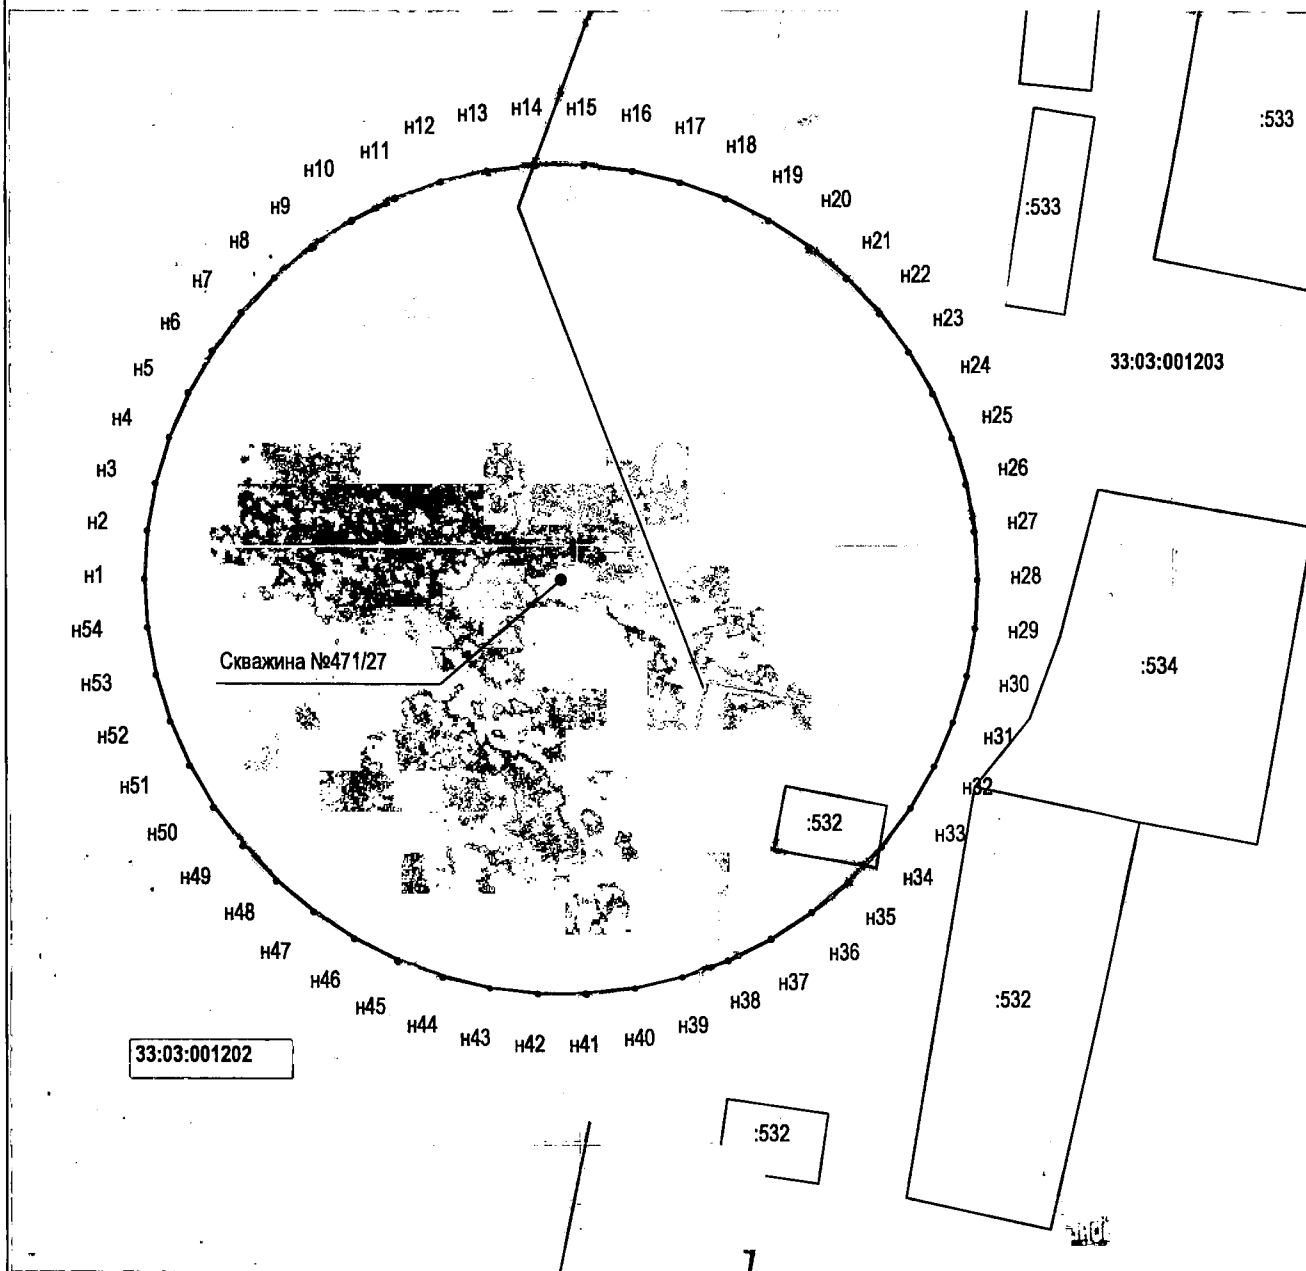 н14
н15
н13
н16
н12
н17
:533
н11
н18
н10
н19
н9
н20
:533
н8
н21
н7
н22
н6
н23
н5
н24
33:03:001203
н4
н25
н3
н26
н2
н27
н1
н28
н54
н29
Скважина №471/27
:534
н53
н30
н52
н31
н51
н32
н50
:532
н33
н49
н34
н48
н35
н47
н36
н46
н37
:532
н45
н38
н44
н39
н43
н42
н41
н40
33:03:001202
:532